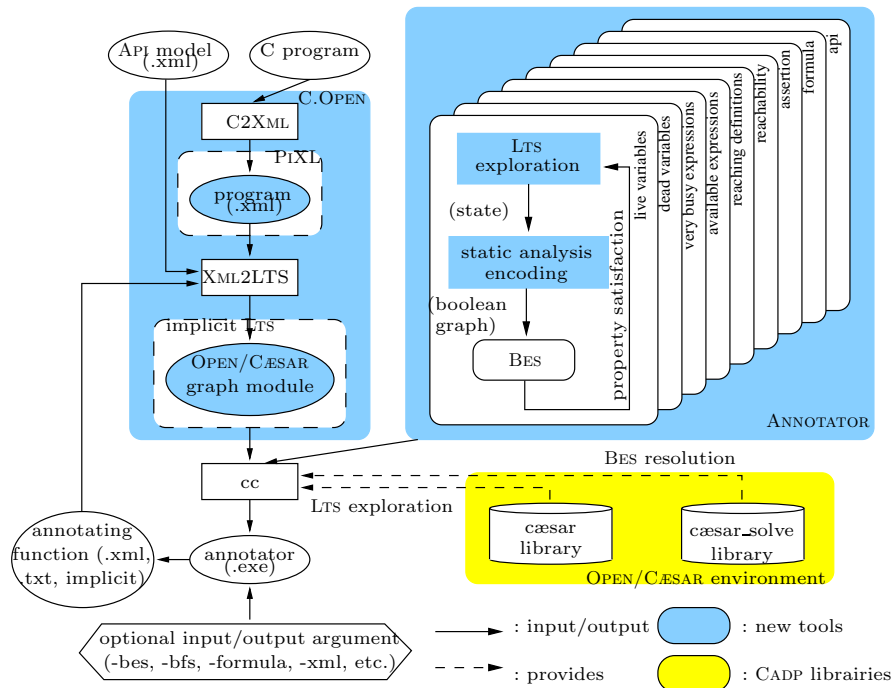 API model
(.xml)
C program
C.OPEN
C2XML
PIXL
program
(.xml)
XML2LTS
implicit LTS
OPEN/CÆSAR
graph module
LTS
exploration
(state)
static analysis
encoding
(boolean
graph)
BES
property satisfaction
live variables
dead variables
very busy expressions
available expressions
reaching definitions
reachability
assertion
formula
api
ANNOTATOR
cc
BES resolution
LTS exploration
cæsar
library
cæsar_solve
library
OPEN/CÆSAR environment
annotating
function (.xml,
.txt, implicit)
annotator
(.exe)
optional input/output argument
(-bes, -bfs, -formula, -xml, etc.)
: input/output
: new tools
: provides
: CADP librairies